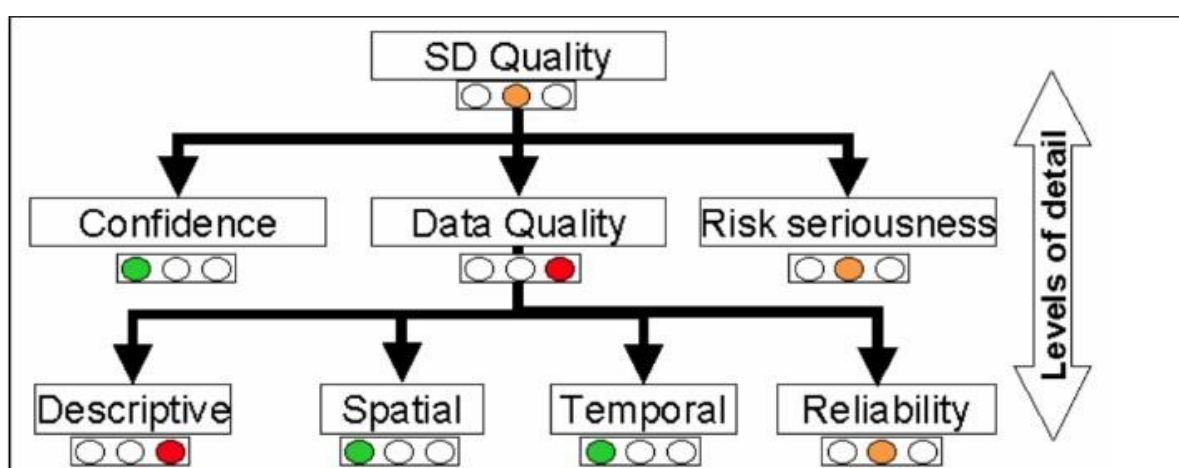 SD Quality
Confidence
Data Quality
Risk seriousness
Levels of detail
Descriptive
Spatial
Temporal
Reliability